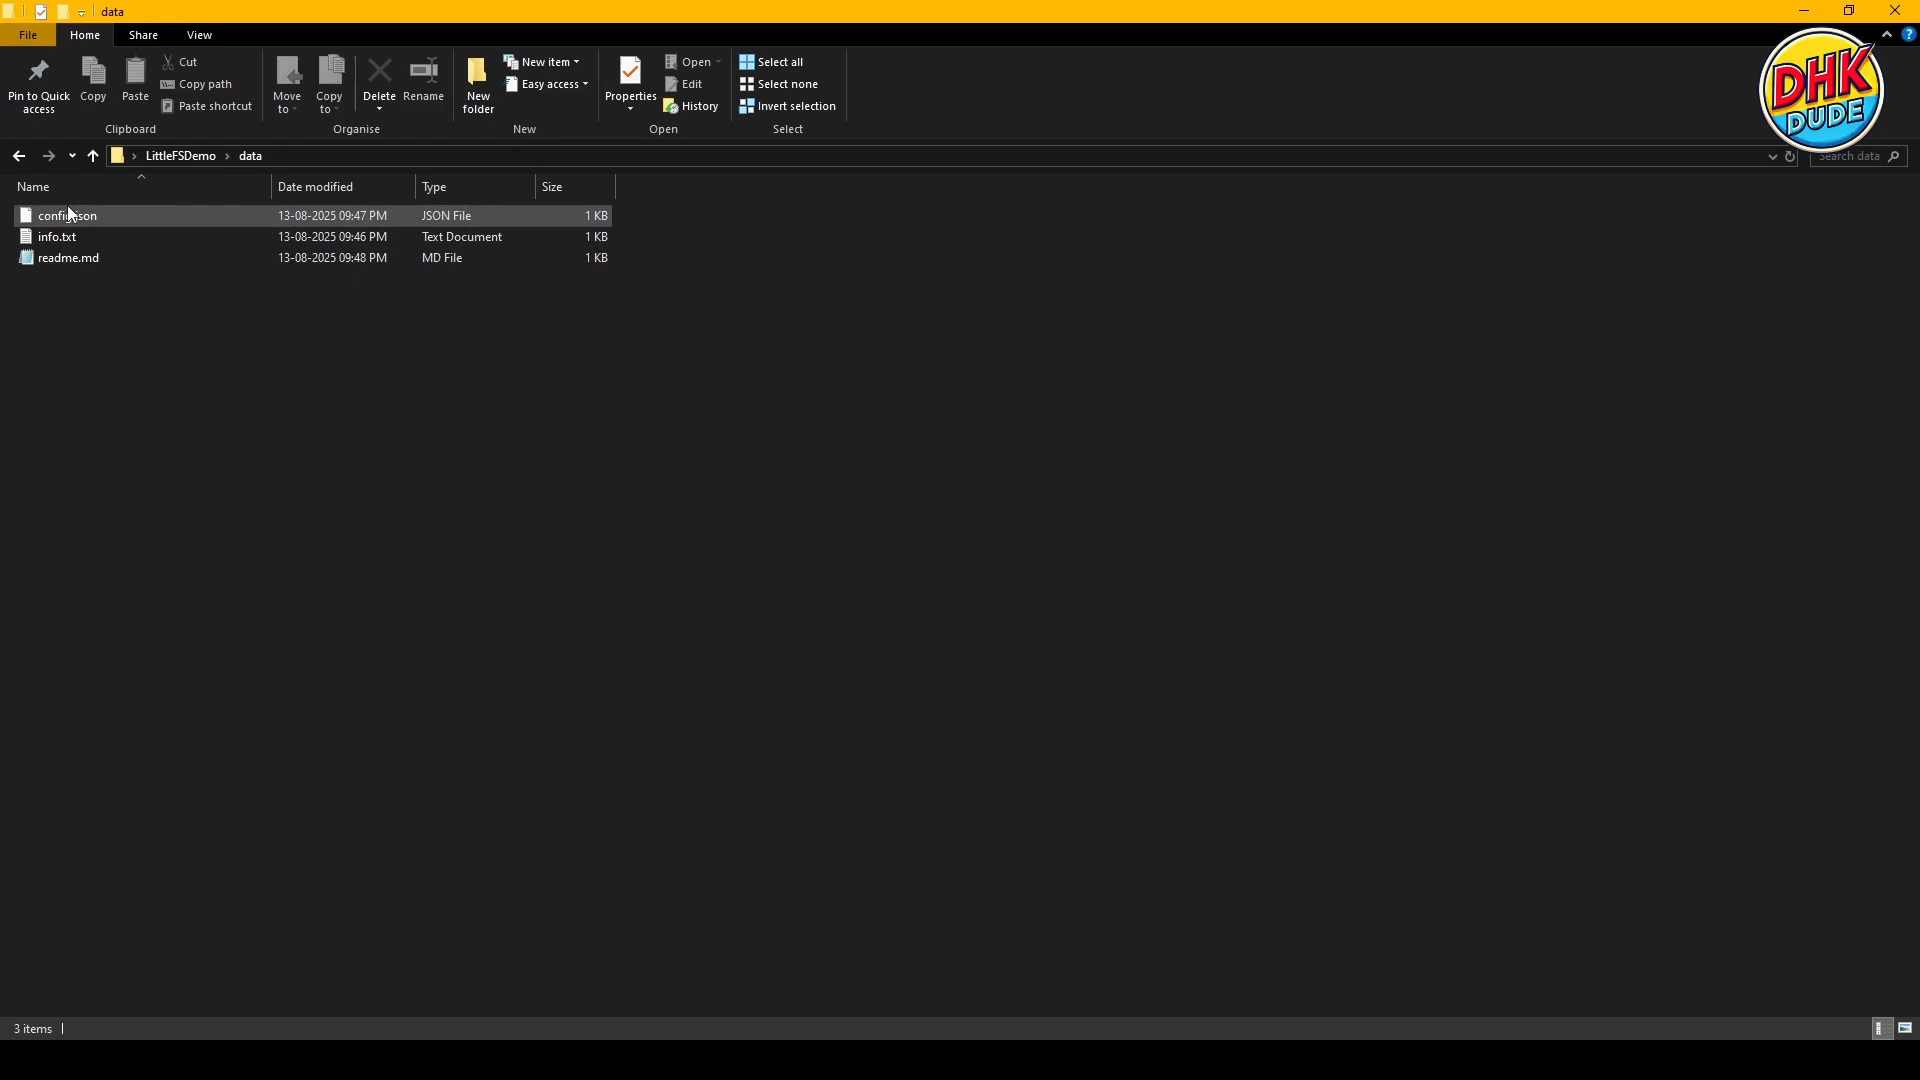 data
File Home Share View
Pin to Quick access
Copy
Paste
Cut
Copy path
Paste shortcut
Clipboard
Move to
Copy to
Delete
Rename
Organise
New folder
New item
Easy access
New
Properties
Open
Edit
History
Open
Select all
Select none
Invert selection
Select
DHK
DUDE
LittleFSDemo › data
Search data
Name Date modified Type Size
13-08-2025 09:47 PM JSON File 1 KB
info.txt 13-08-2025 09:46 PM Text Document 1 KB
readme.md 13-08-2025 09:48 PM MD File 1 KB
3 items